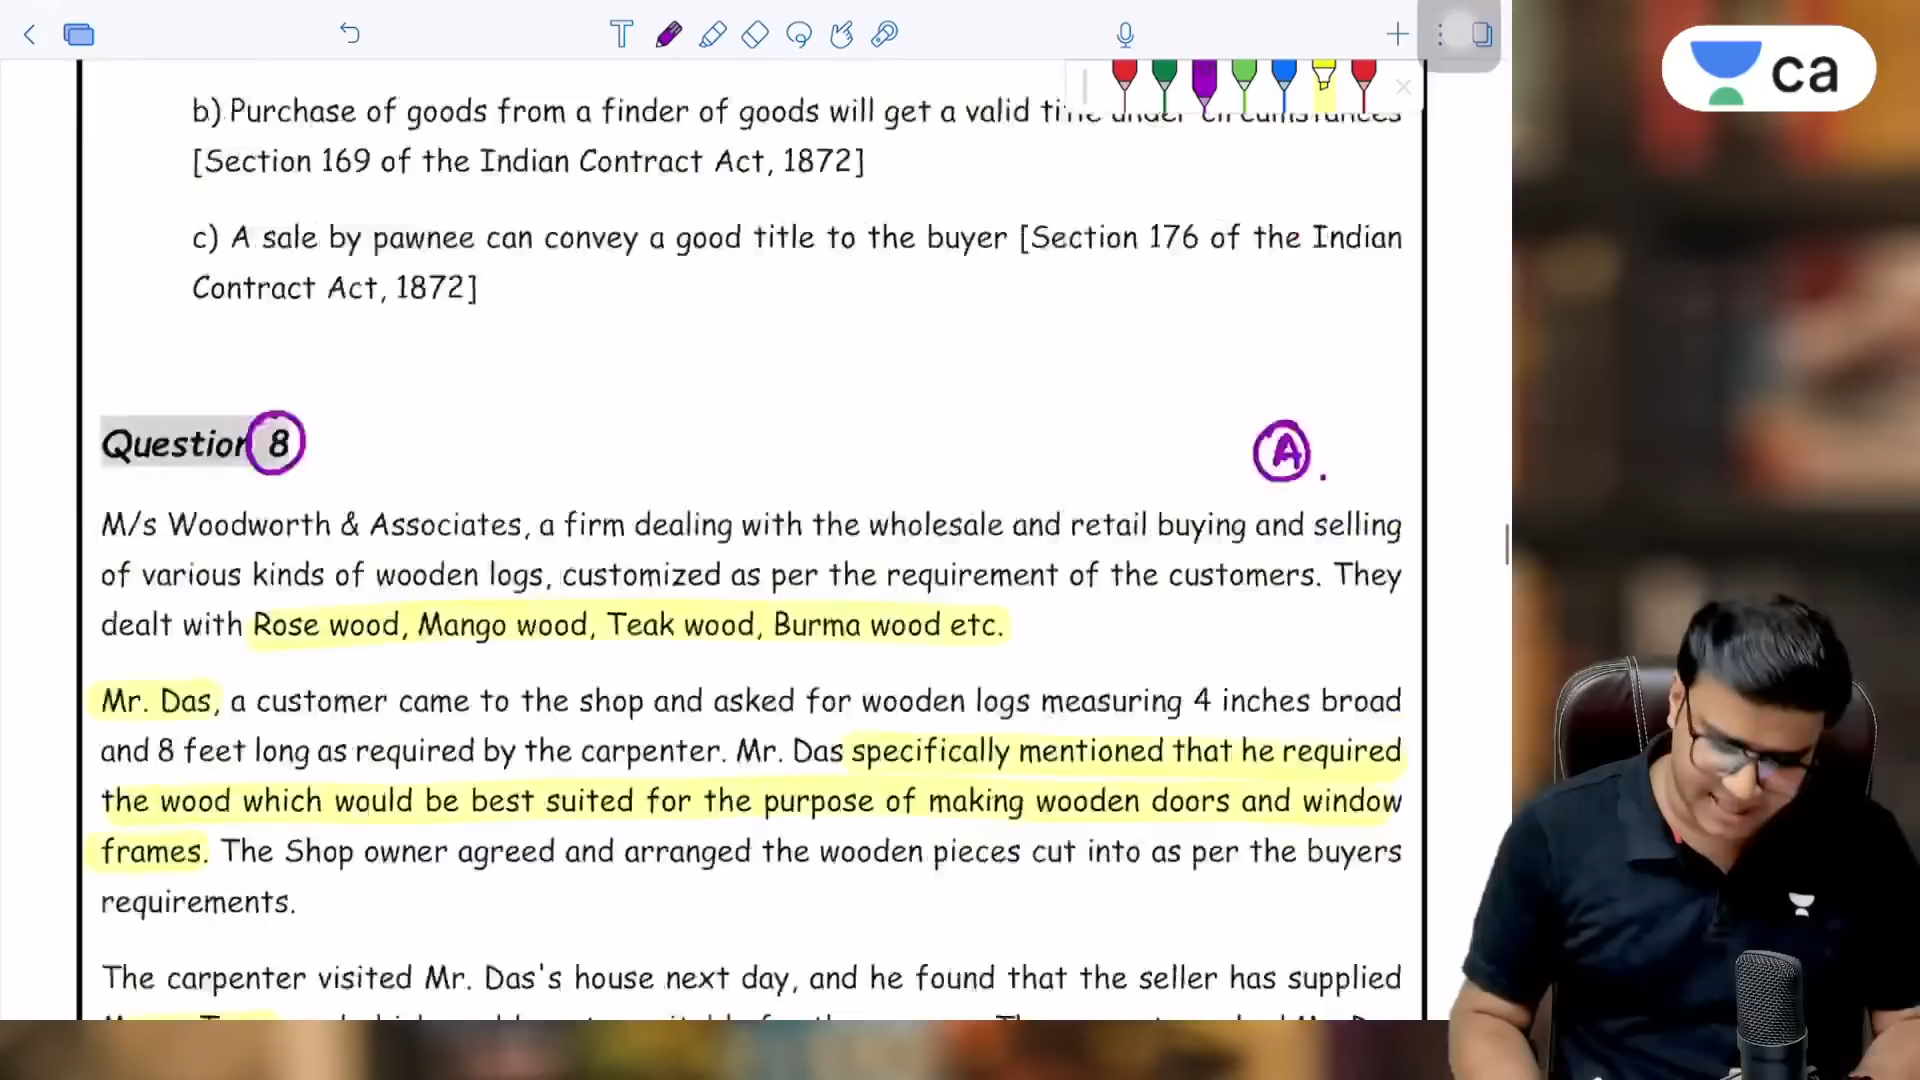 b) Purchase of goods from a finder of goods will get a valid title under circumstances
[Section 169 of the Indian Contract Act, 1872]
c) A sale by pawnee can convey a good title to the buyer [Section 176 of the Indian
Contract Act, 1872]
Question 8
A
M/s Woodworth & Associates, a firm dealing with the wholesale and retail buying and selling
of various kinds of wooden logs, customized as per the requirement of the customers. They
dealt with Rose wood, Mango wood, Teak wood, Burma wood etc.
Mr. Das, a customer came to the shop and asked for wooden logs measuring 4 inches broad
and 8 feet long as required by the carpenter. Mr. Das specifically mentioned that he required
the wood which would be best suited for the purpose of making wooden doors and window
frames. The Shop owner agreed and arranged the wooden pieces cut into as per the buyers
requirements.
The carpenter visited Mr. Das's house next day, and he found that the seller has supplied
ca